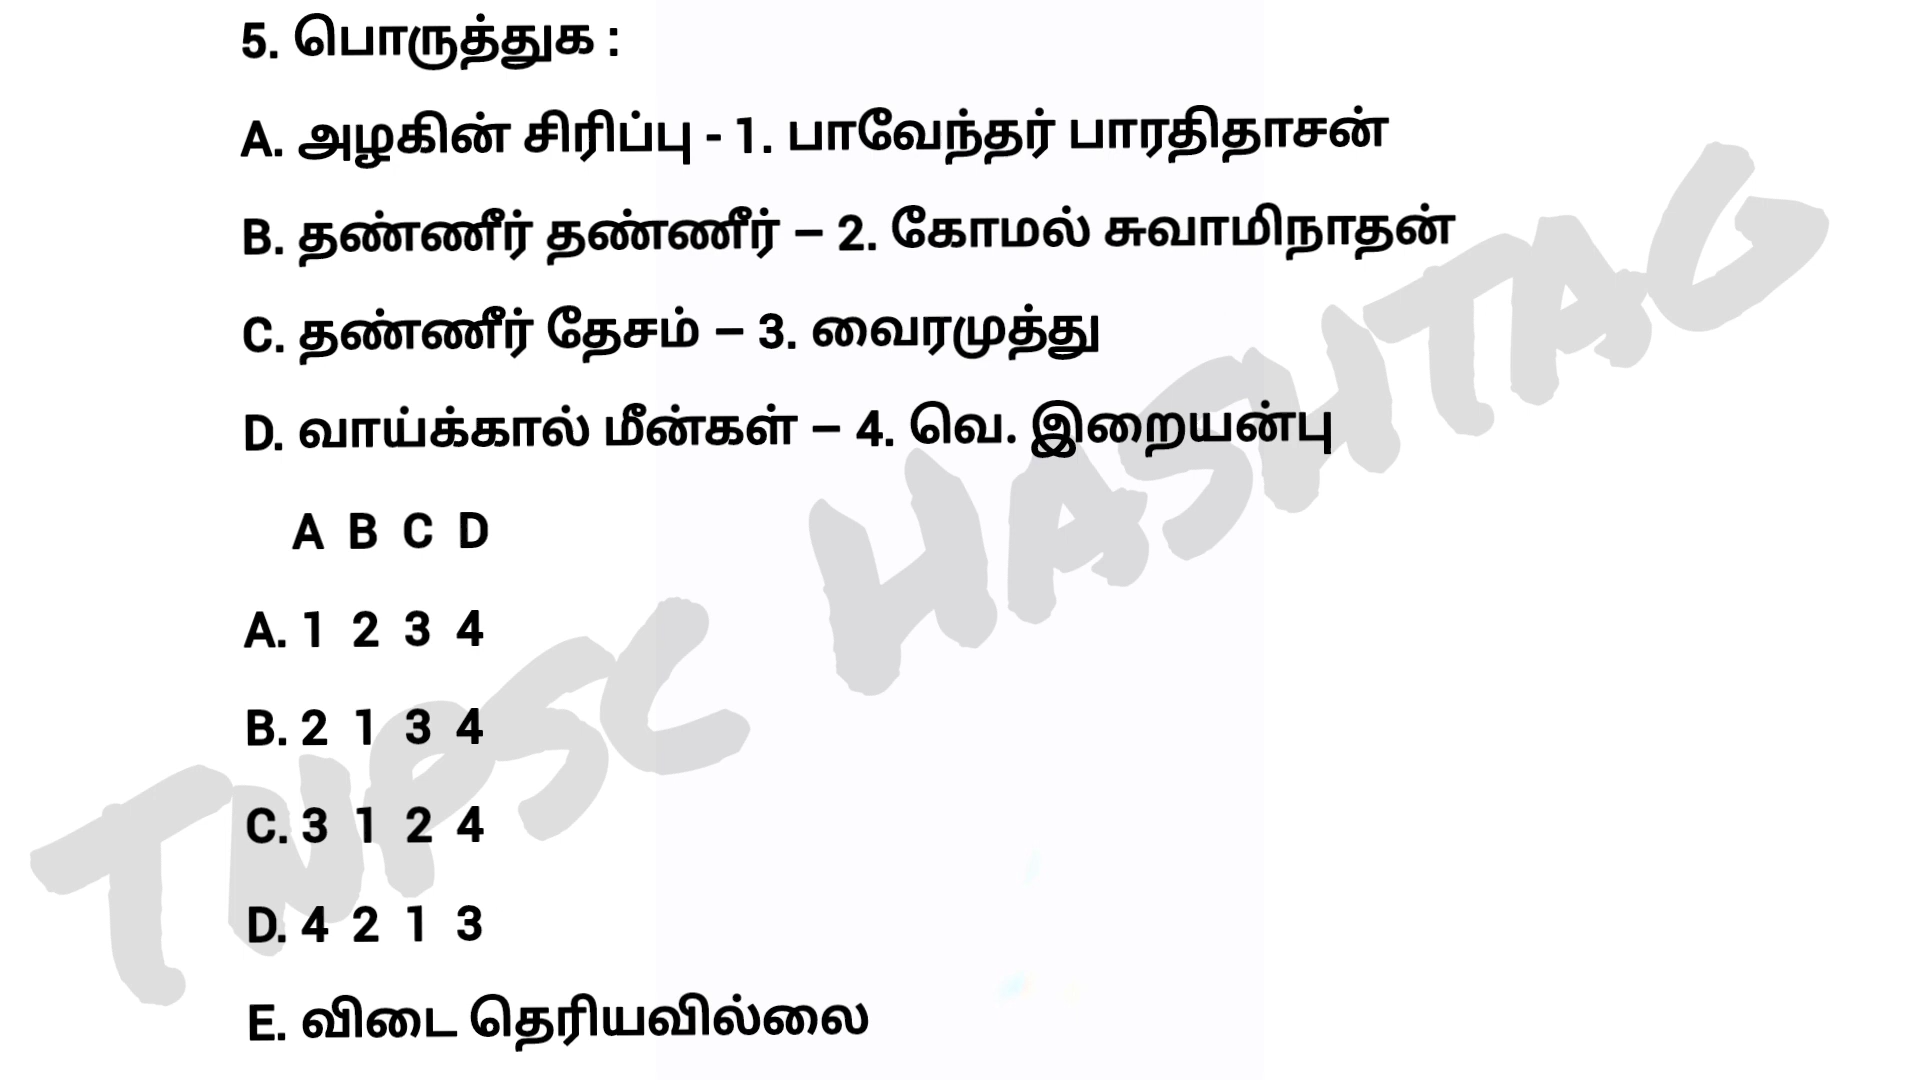 5. பொருத்துக :
A. அழகின் சிரிப்பு - 1. பாவேந்தர் பாரதிதாசன்
B. தண்ணீர் தண்ணீர் – 2. கோமல் சுவாமிநாதன்
C. தண்ணீர் தேசம் – 3. வைரமுத்து
D. வாய்க்கால் மீன்கள் – 4. வெ. இறையன்பு
A B C D
A. 1 2 3 4
B. 2 1 3 4
C. 3 1 2 4
D. 4 2 1 3
E. விடை தெரியவில்லை
TNPSC HASHTAG